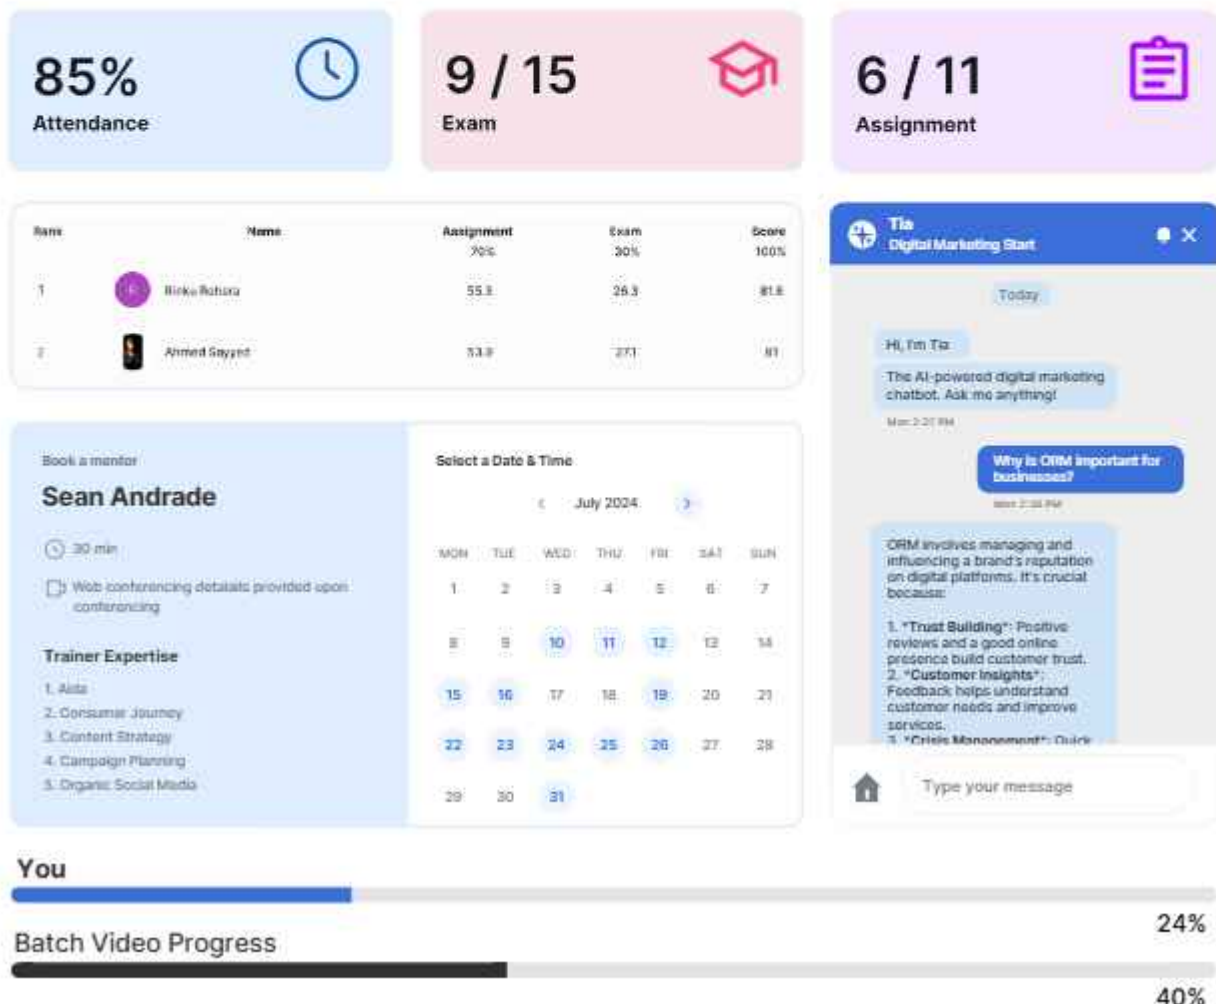 85%
Attendance
9 / 15
Exam
6 / 11
Assignment
Rank Name Assignment Exam Score
70% 30% 100%
1 Rinku Rohara 55.3 26.3 81.6
2 Ahmed Sayyed 53.9 27.1 81
Book a mentor
Sean Andrade
30 min
Web conferencing detaials provided upon
conferencing
Trainer Expertise
1. Aida
2. Consumer Journey
3. Content Strategy
4. Campaign Planning
5. Organic Social Media
Select a Date & Time
‹ July 2024 ›
MON TUE WED THU FRI SAT SUN
1 2 3 4 5 6 7
8 9 10 11 12 13 14
15 16 17 18 19 20 21
22 23 24 25 26 27 28
29 30 31
Tia
Digital Marketing Start
Today
Hi, I'm Tia
The AI-powered digital marketing
chatbot. Ask me anything!
Why is ORM important for
businesses?
ORM involves managing and
influencing a brand's reputation
on digital platforms. It's crucial
because:
1. *Trust Building*: Positive
reviews and a good online
presence build customer trust.
2. *Customer Insights*:
Feedback helps understand
customer needs and improve
services.
3. *Crisis Management*: Quick
Type your message
You
24%
Batch Video Progress
40%